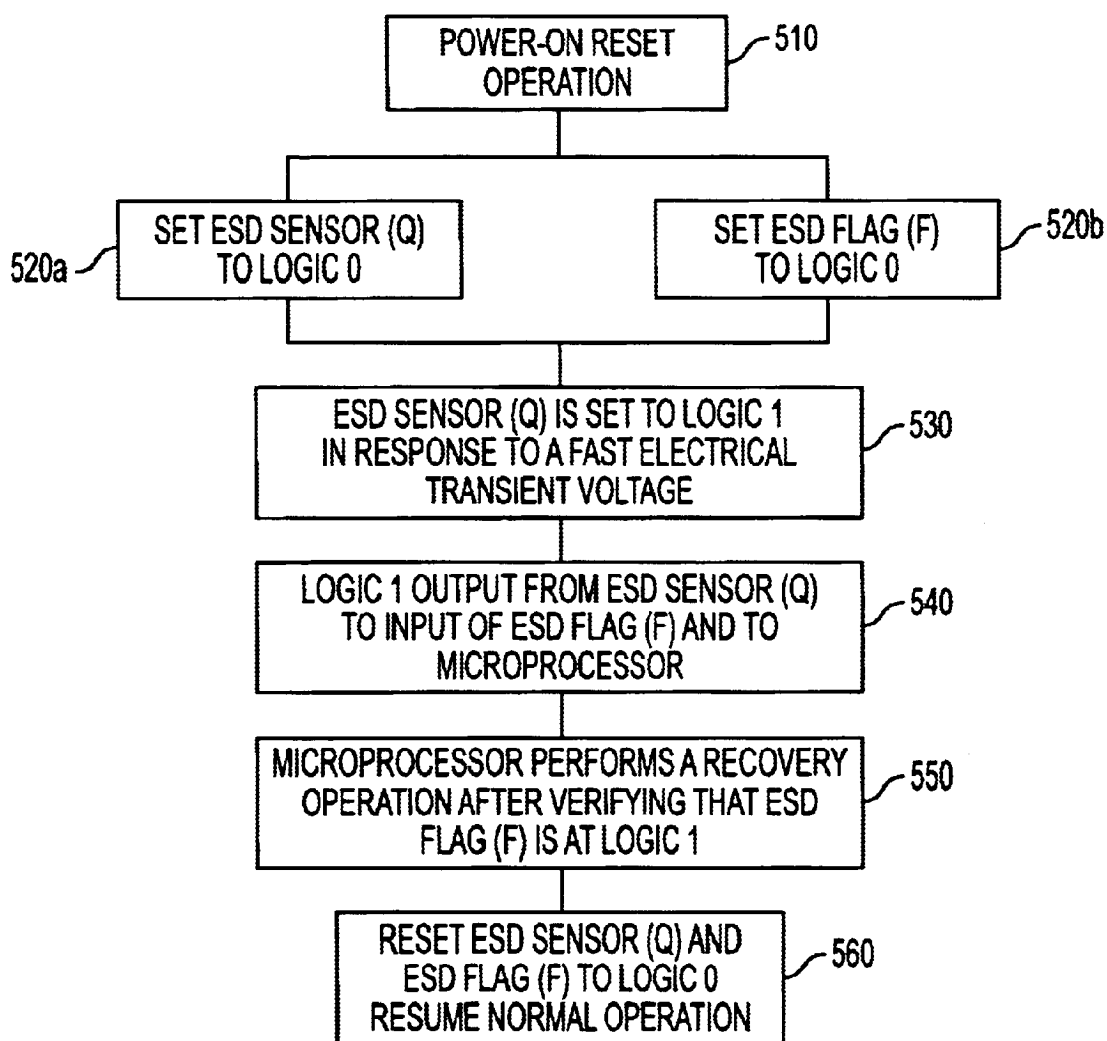 POWER-ON RESET
OPERATION
510
SET ESD SENSOR (Q)
TO LOGIC 0
520a
SET ESD FLAG (F)
TO LOGIC 0
520b
ESD SENSOR (Q) IS SET TO LOGIC 1
IN RESPONSE TO A FAST ELECTRICAL
TRANSIENT VOLTAGE
530
LOGIC 1 OUTPUT FROM ESD SENSOR (Q)
TO INPUT OF ESD FLAG (F) AND TO
MICROPROCESSOR
540
MICROPROCESSOR PERFORMS A RECOVERY
OPERATION AFTER VERIFYING THAT ESD
FLAG (F) IS AT LOGIC 1
550
RESET ESD SENSOR (Q) AND
ESD FLAG (F) TO LOGIC 0
RESUME NORMAL OPERATION
560